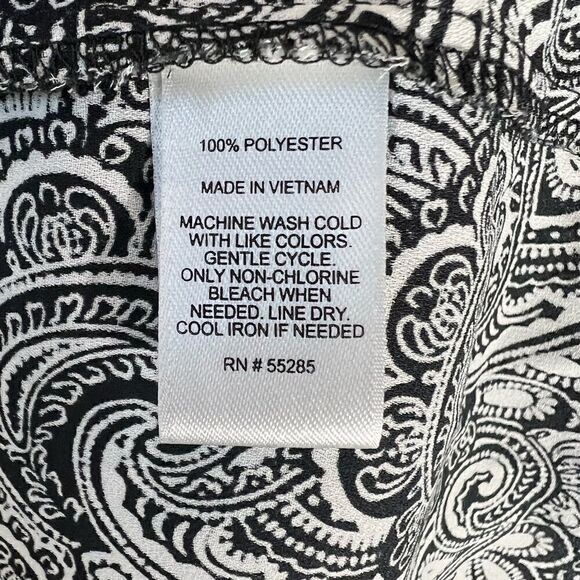 100% POLYESTER
MADE IN VIETNAM
MACHINE WASH COLD
WITH LIKE COLORS.
GENTLE CYCLE.
ONLY NON-CHLORINE
BLEACH WHEN
NEEDED. LINE DRY.
COOL IRON IF NEEDED
RN # 55285